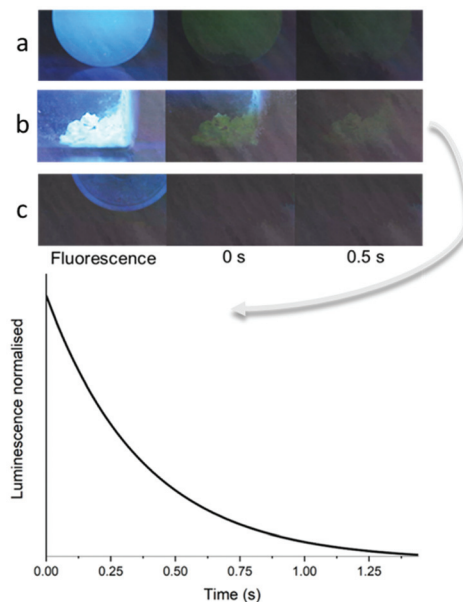 a
b
c
Fluorescence 0 s 0.5 s
Luminescence normalised
0.00 0.25 0.50 0.75 1.00 1.25
Time (s)